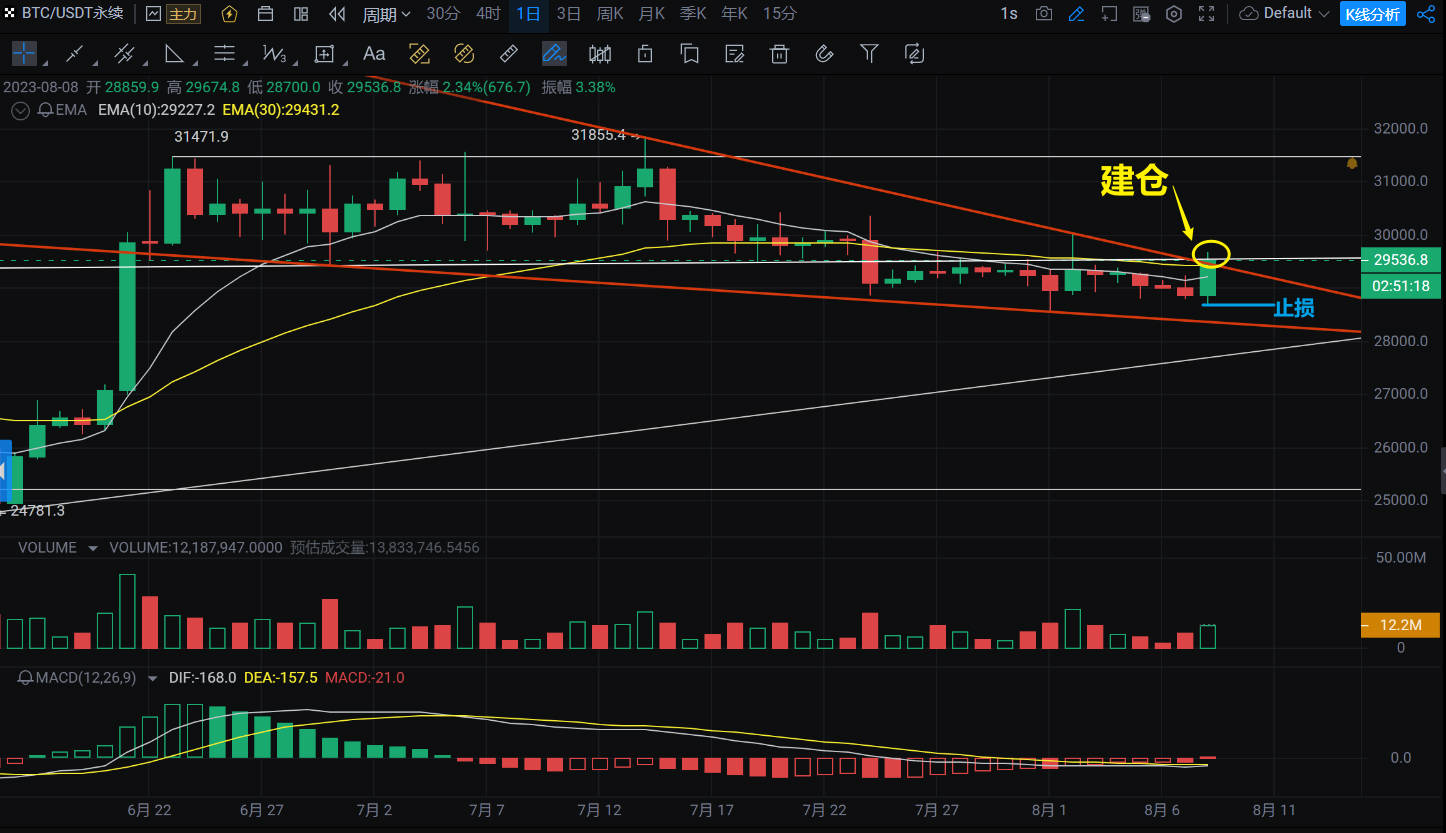 BTC/USDT永续 主力 周期 30分 4时 1日 3日 周K 月K 季K 年K 15分 1s Default K线分析
W3 Aa
2023-08-08 开 28859.9 高 29674.8 低 28700.0 收 29536.8 涨幅 2.34%(676.7) 振幅 3.38%
EMA EMA(10):29227.2 EMA(30):29431.2
31471.9
31855.4
建仓
止损
24781.3
32000.0
31000.0
30000.0
29536.8
02:51:18
28000.0
27000.0
26000.0
25000.0
VOLUME VOLUME:12,187,947.0000 预估成交量:13,833,746.5456
50.00M
12.2M
0
MACD(12,26,9) DIF:-168.0 DEA:-157.5 MACD:-21.0
0.0
6月 22 6月 27 7月 2 7月 7 7月 12 7月 17 7月 22 7月 27 8月 1 8月 6 8月 11